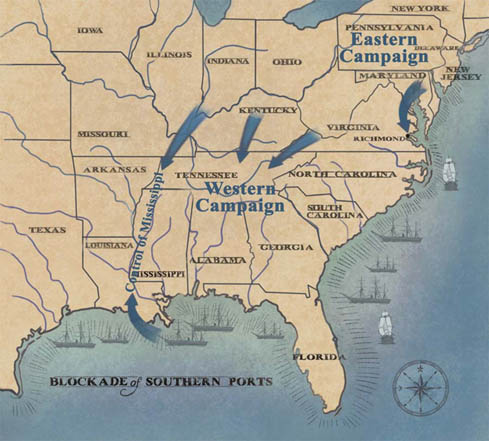 NEW YORK
PENNSYLVANIA
IOWA
Eastern
Campaign
DELAWARE
ILLINOIS
INDIANA
OHIO
MARYLAND
NEW
JERSEY
KENTUCKY
VIRGINIA
MISSOURI
RICHMOND
ARKANSAS
TENNESSEE
NORTH CAROLINA
Western
Campaign
SOUTH
CAROLINA
Control of Mississippi
TEXAS
LOUISIANA
GEORGIA
ALABAMA
MISSISSIPPI
FLORIDA
BLOCKADE of SOUTHERN PORTS